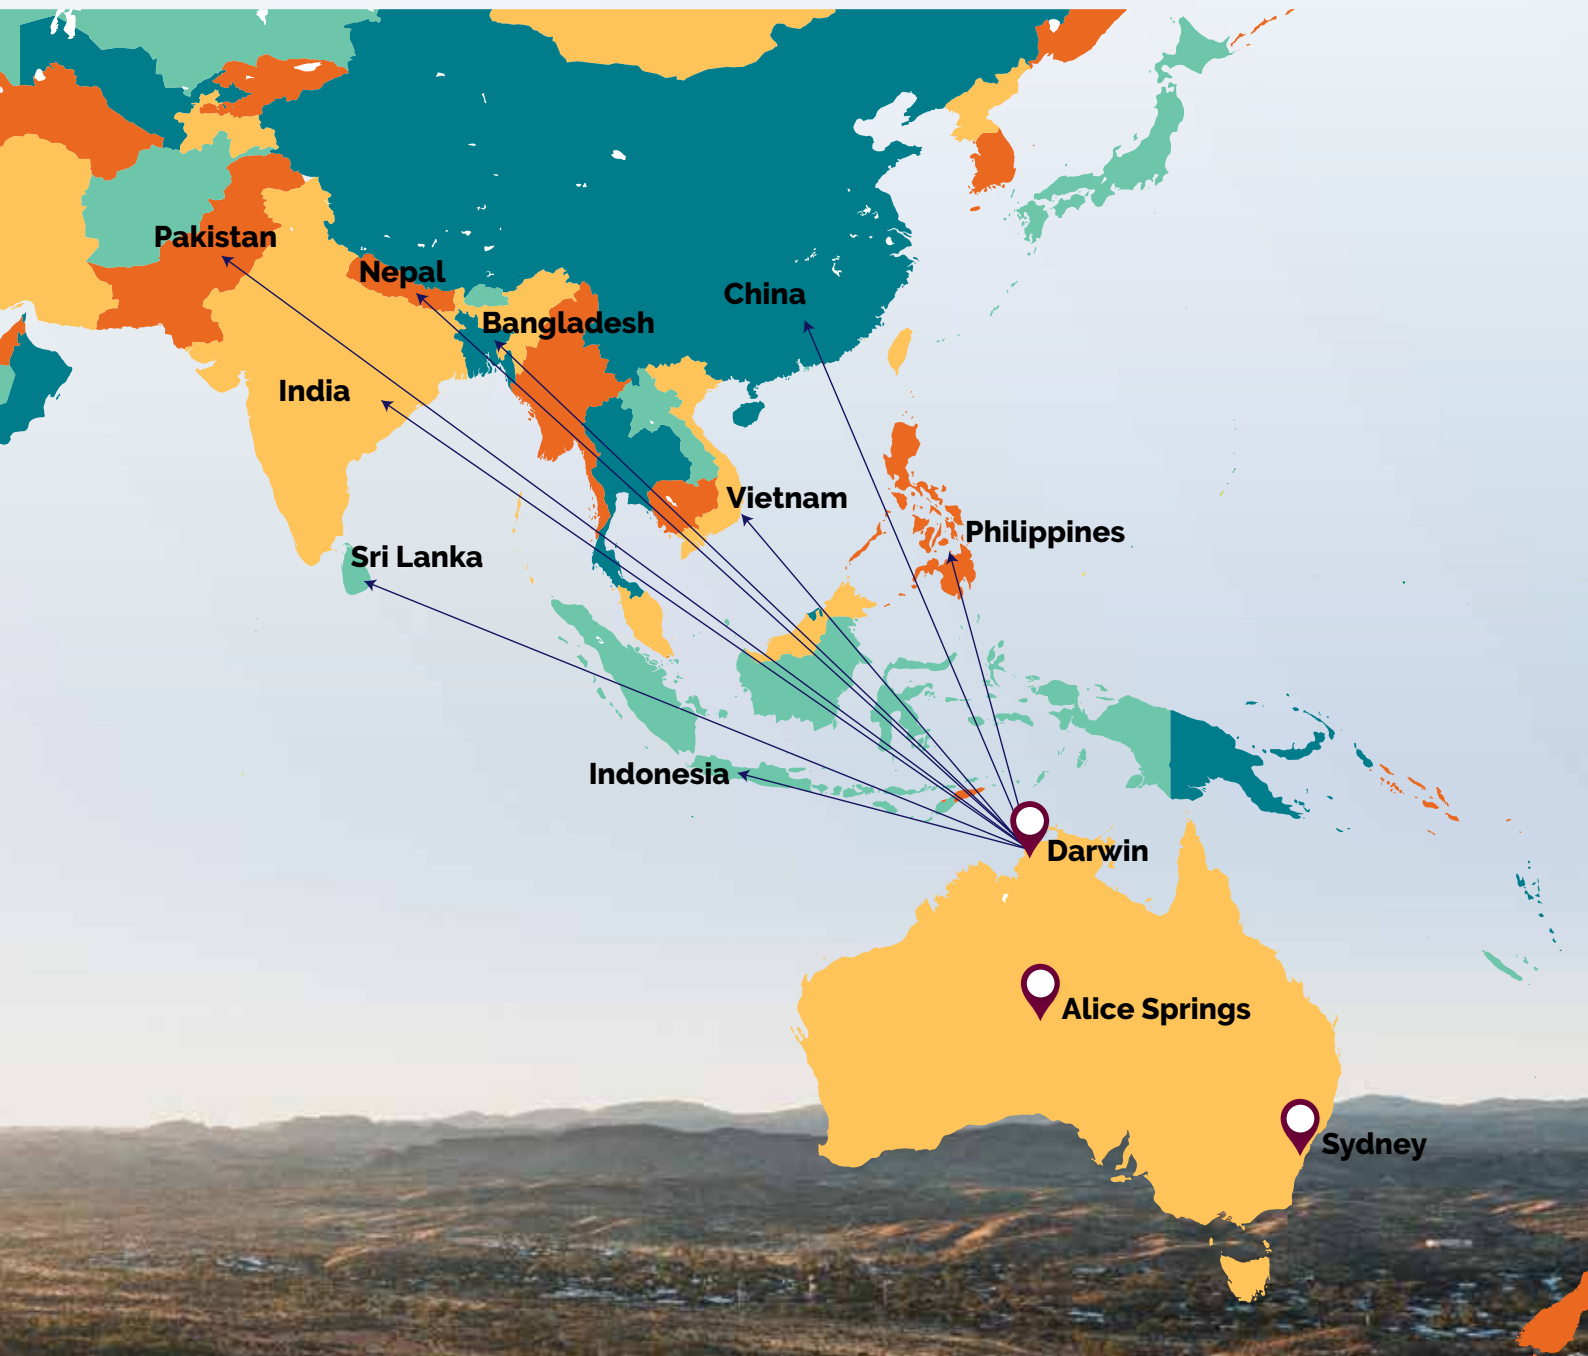 Pakistan
Nepal
China
Bangladesh
India
Vietnam
Philippines
Sri Lanka
Indonesia
Darwin
Alice Springs
Sydney